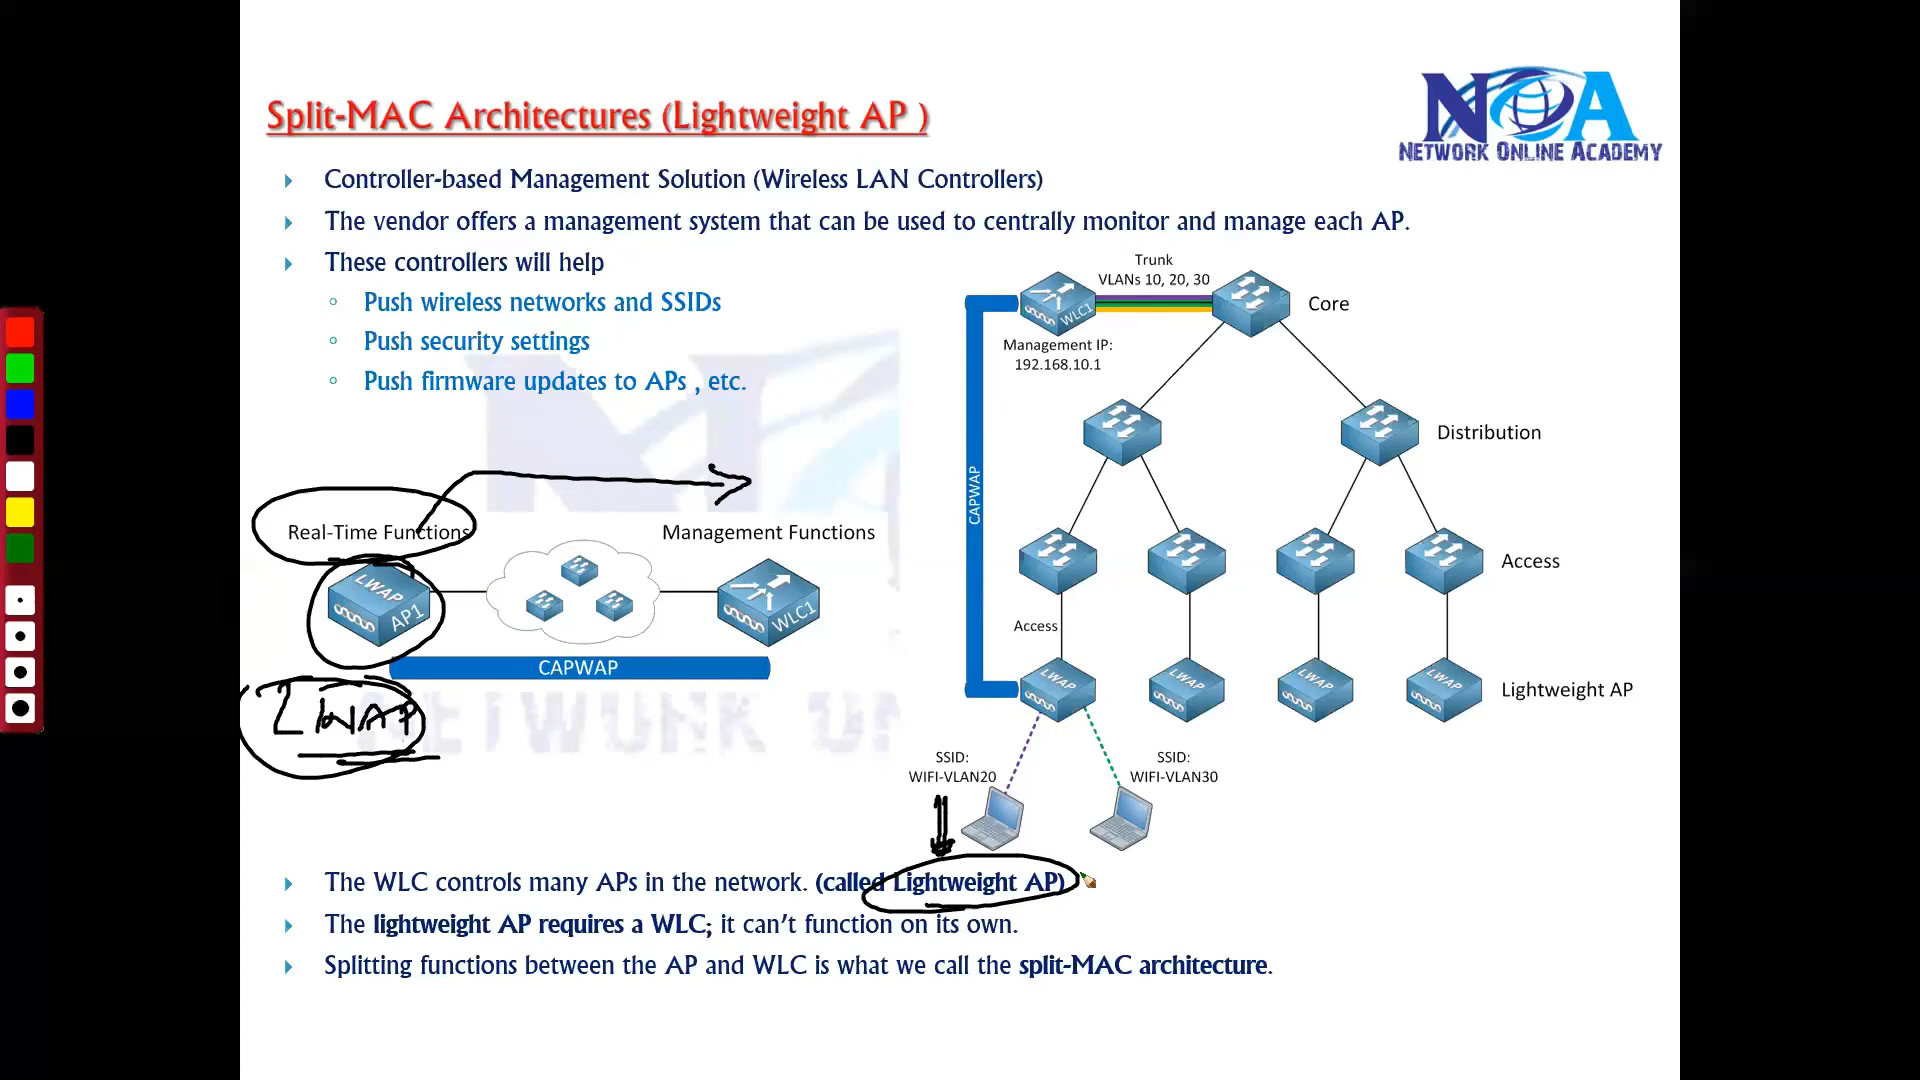 NOA
NETWORK ONLINE ACADEMY
Split-MAC Architectures (Lightweight AP )
Controller-based Management Solution (Wireless LAN Controllers)
The vendor offers a management system that can be used to centrally monitor and manage each AP.
These controllers will help
Push wireless networks and SSIDs
Push security settings
Push firmware updates to APs , etc.
Real-Time Functions
Management Functions
LWAP
AP1
WLC1
CAPWAP
LWAP
NETWORK ON
Trunk
VLANs 10, 20, 30
WLC1
Core
Management IP:
192.168.10.1
CAPWAP
Distribution
Access
Access
LWAP
LWAP
LWAP
LWAP
Lightweight AP
SSID:
WIFI-VLAN20
SSID:
WIFI-VLAN30
The WLC controls many APs in the network. (called Lightweight AP)
The lightweight AP requires a WLC; it can’t function on its own.
Splitting functions between the AP and WLC is what we call the split-MAC architecture.